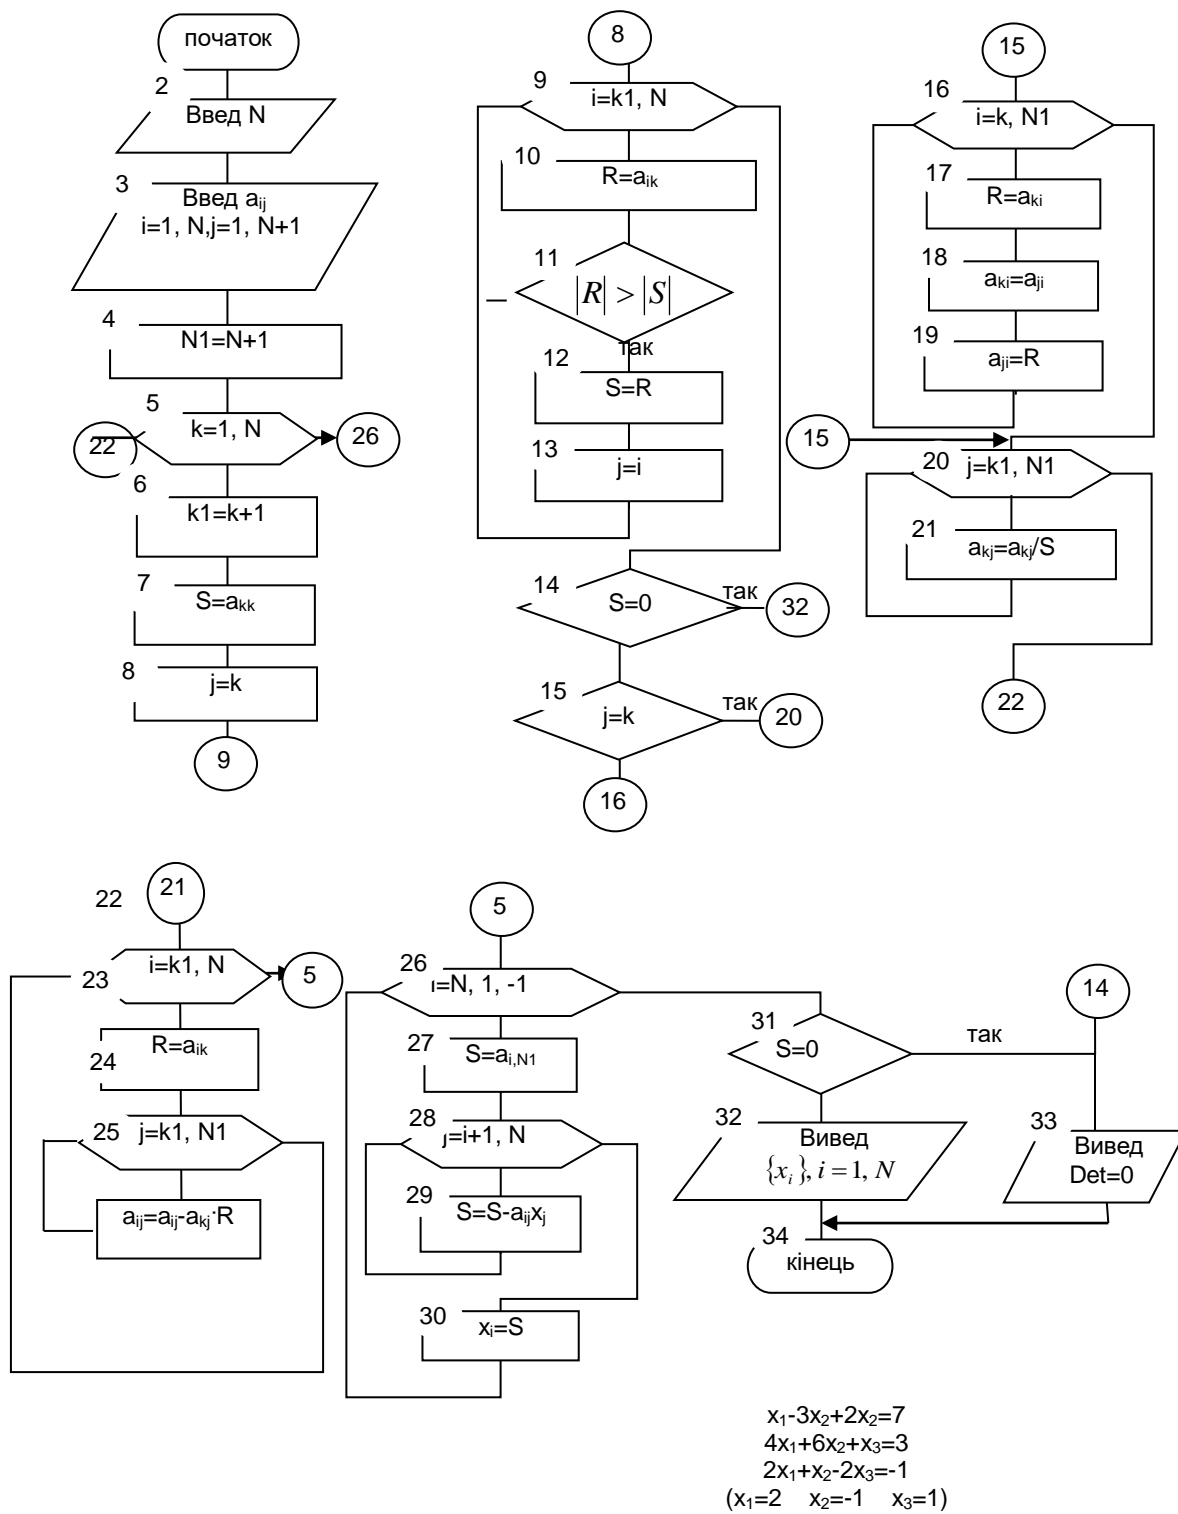 початок
2
Введ N
3
Введ aij
i=1, N,j=1, N+1
4
N1=N+1
5
k=1, N
22
26
6
k1=k+1
7
S=akk
8
j=k
9
8
9
i=k1, N
10
R=aik
11
|R| > |S|
так
12
S=R
13
j=i
14
S=0
так
32
15
j=k
так
20
16
15
16
i=k, N1
17
R=aki
18
aki=aji
19
aji=R
15
20
j=k1, N1
21
akj=akj/S
22
22
21
23
i=k1, N
5
24
R=aik
25
j=k1, N1
aij=aij-akj·R
5
26
i=N, 1, -1
27
S=ai,N1
28
j=i+1, N
29
S=S-aijxj
30
xi=S
31
S=0
так
14
32
Вивед
{xi}, i = 1, N
33
Вивед
Det=0
34
кінець
x1-3x2+2x2=7
4x1+6x2+x3=3
2x1+x2-2x3=-1
(x1=2 x2=-1 x3=1)